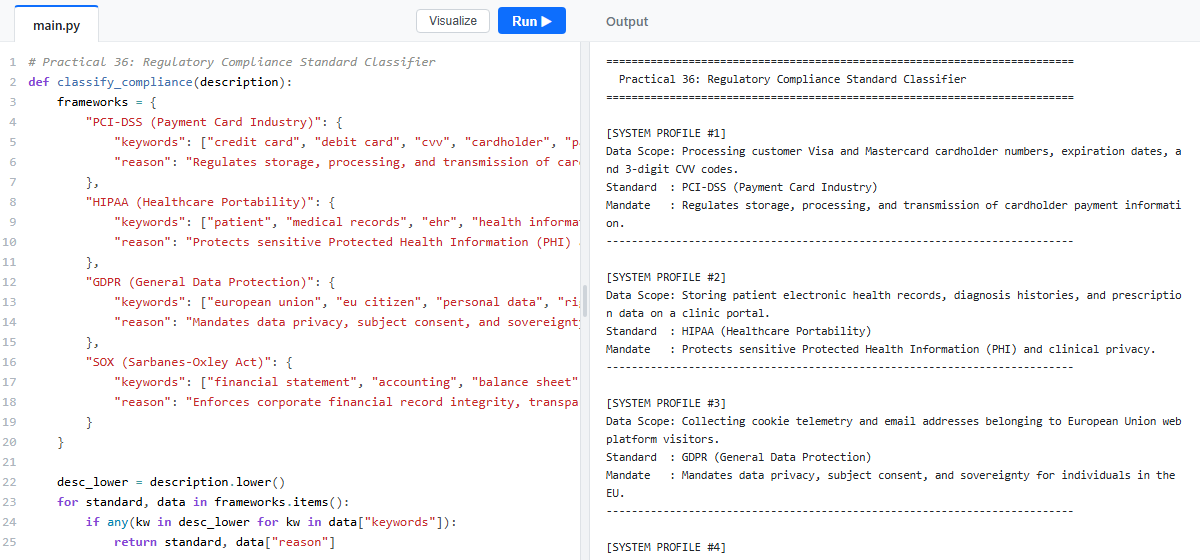 main.py
Visualize
Run
Output
1 # Practical 36: Regulatory Compliance Standard Classifier
2 def classify_compliance(description):
3     frameworks = {
4         "PCI-DSS (Payment Card Industry)": {
5             "keywords": ["credit card", "debit card", "cvv", "cardholder", "p
6             "reason": "Regulates storage, processing, and transmission of car
7         },
8         "HIPAA (Healthcare Portability)": {
9             "keywords": ["patient", "medical records", "ehr", "health informa
10             "reason": "Protects sensitive Protected Health Information (PHI)
11         },
12         "GDPR (General Data Protection)": {
13             "keywords": ["european union", "eu citizen", "personal data", "ri
14             "reason": "Mandates data privacy, subject consent, and sovereignt
15         },
16         "SOX (Sarbanes-Oxley Act)": {
17             "keywords": ["financial statement", "accounting", "balance sheet"
18             "reason": "Enforces corporate financial record integrity, transpa
19         }
20     }
21
22     desc_lower = description.lower()
23     for standard, data in frameworks.items():
24         if any(kw in desc_lower for kw in data["keywords"]):
25             return standard, data["reason"]
==========================================================================
  Practical 36: Regulatory Compliance Standard Classifier
==========================================================================
[SYSTEM PROFILE #1]
Data Scope: Processing customer Visa and Mastercard cardholder numbers, expiration dates, a
nd 3-digit CVV codes.
Standard  : PCI-DSS (Payment Card Industry)
Mandate   : Regulates storage, processing, and transmission of cardholder payment informati
on.
--------------------------------------------------------------------------
[SYSTEM PROFILE #2]
Data Scope: Storing patient electronic health records, diagnosis histories, and prescriptio
n data on a clinic portal.
Standard  : HIPAA (Healthcare Portability)
Mandate   : Protects sensitive Protected Health Information (PHI) and clinical privacy.
--------------------------------------------------------------------------
[SYSTEM PROFILE #3]
Data Scope: Collecting cookie telemetry and email addresses belonging to European Union web
platform visitors.
Standard  : GDPR (General Data Protection)
Mandate   : Mandates data privacy, subject consent, and sovereignty for individuals in the
EU.
--------------------------------------------------------------------------
[SYSTEM PROFILE #4]